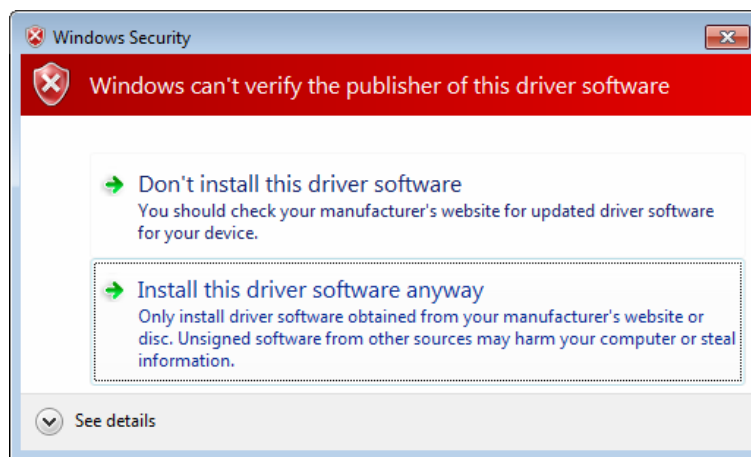 Windows Security
Windows can't verify the publisher of this driver software
Don't install this driver software
You should check your manufacturer's website for updated driver software
for your device.
Install this driver software anyway
Only install driver software obtained from your manufacturer's website or
disc. Unsigned software from other sources may harm your computer or steal
information.
See details